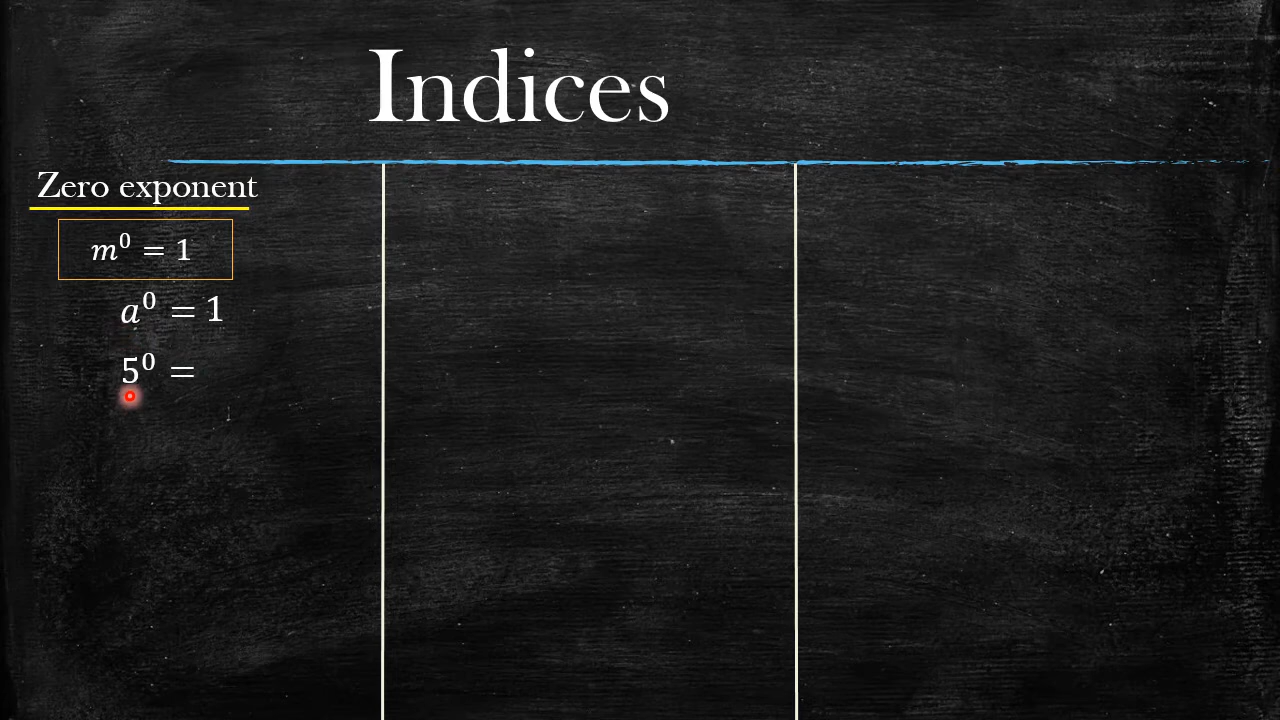 Indices
Zero exponent
m⁰ = 1
a⁰ = 1
5⁰ =